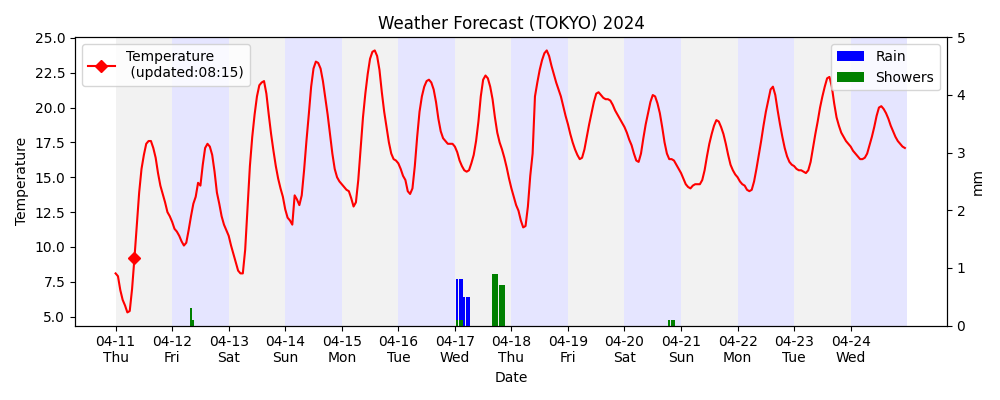 Weather Forecast (TOKYO) 2024
Temperature
(updated:08:15)
Rain
Showers
25.0
22.5
20.0
17.5
15.0
12.5
10.0
7.5
5.0
Temperature
5
4
3
2
1
0
mm
04-11 04-12 04-13 04-14 04-15 04-16 04-17 04-18 04-19 04-20 04-21 04-22 04-23 04-24
Thu Fri Sat Sun Mon Tue Wed Thu Fri Sat Sun Mon Tue Wed
Date